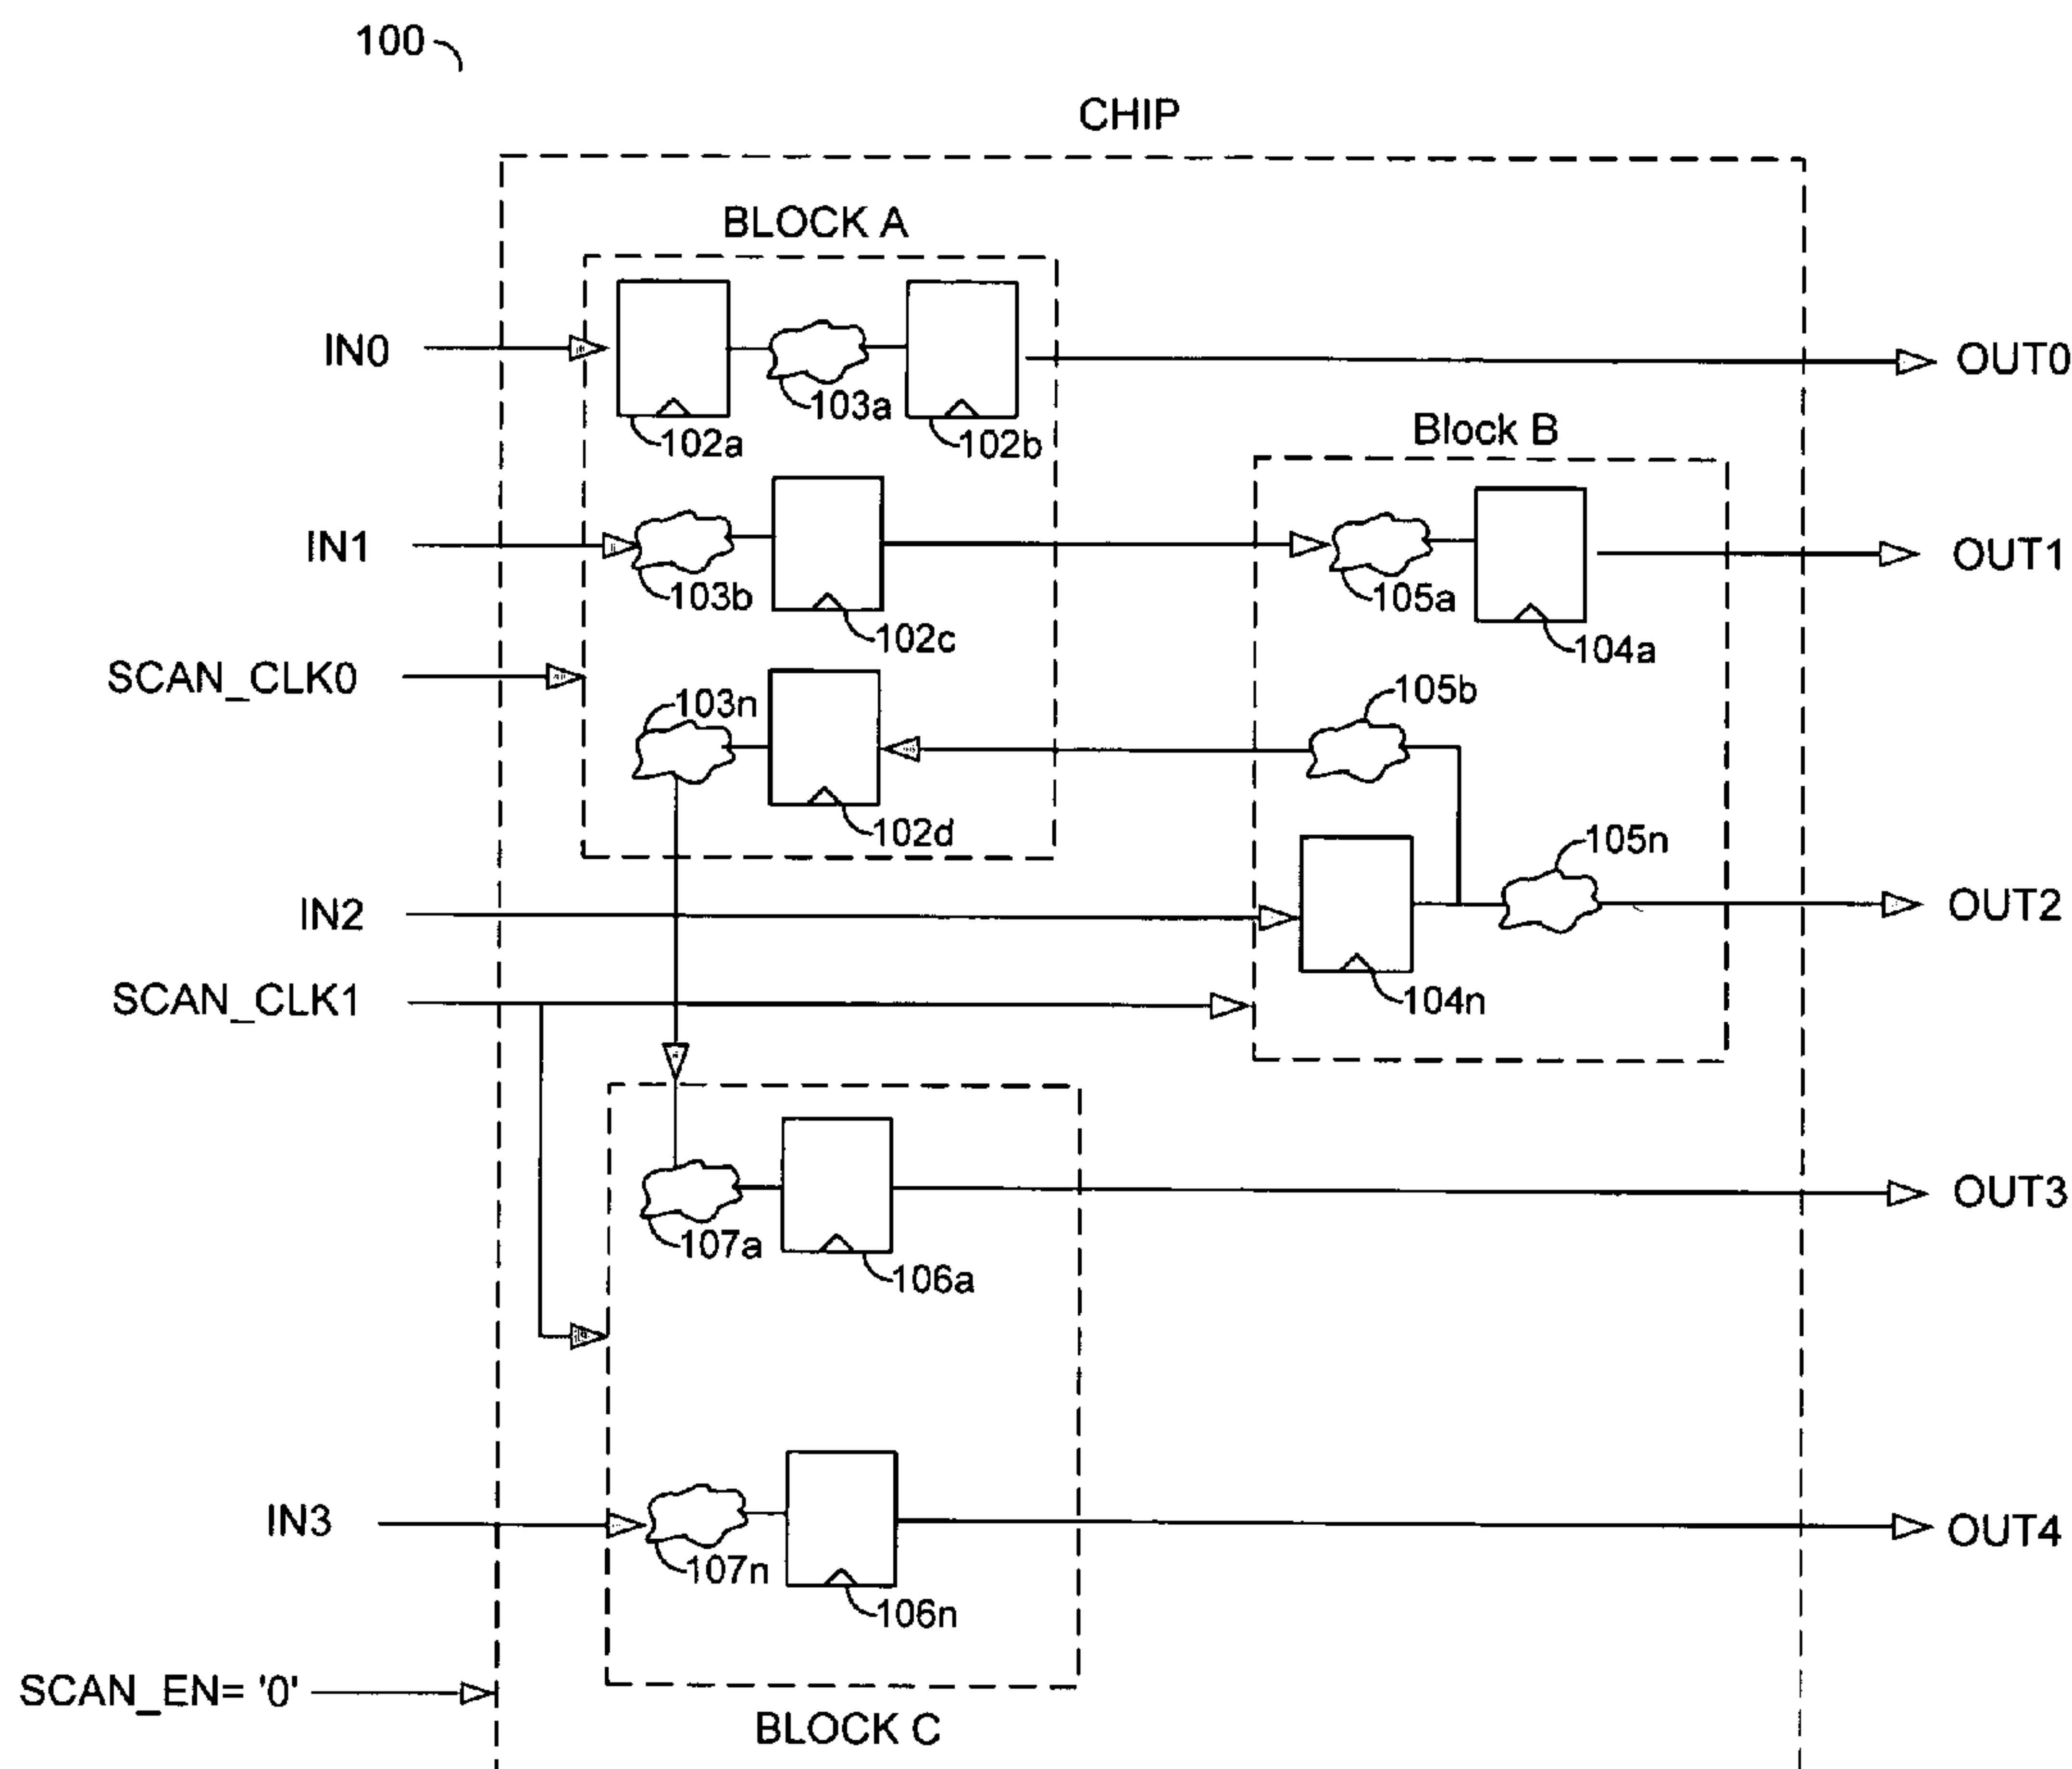 100
CHIP
BLOCK A
IN0
103a
OUT0
102a
102b
Block B
IN1
103b
105a
OUT1
102c
104a
SCAN_CLK0
103n
105b
102d
105n
IN2
OUT2
SCAN_CLK1
104n
107a
OUT3
106a
IN3
107n
OUT4
106n
SCAN_EN= '0'
BLOCK C